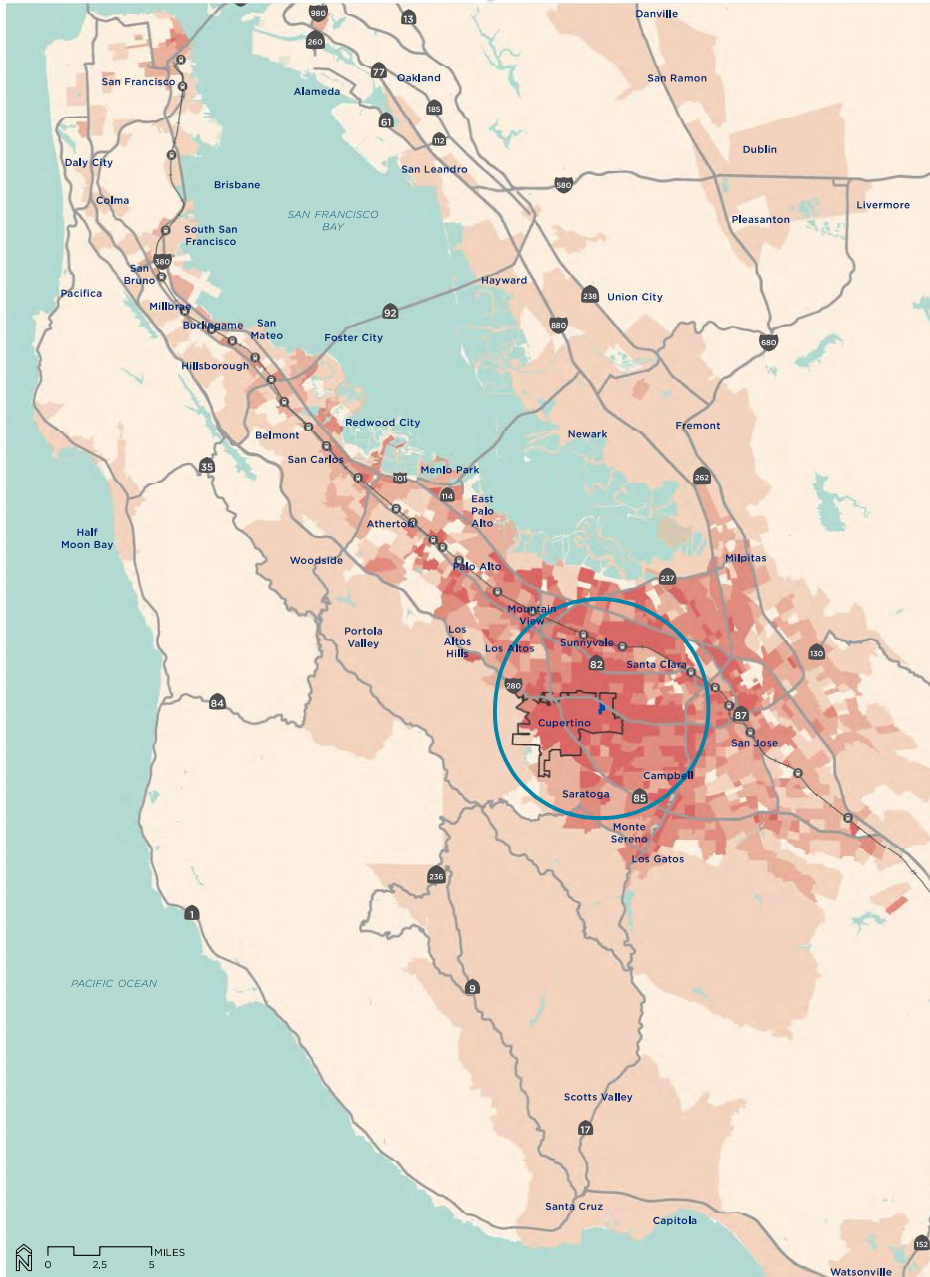 980
13
Danville
260
77
Oakland
San Ramon
San Francisco
Alameda
185
61
112
Dublin
San Leandro
Daly City
580
Brisbane
Colma
Livermore
SAN FRANCISCO
BAY
Pleasanton
South San
Francisco
380
San
Bruno
Hayward
Pacifica
238
Union City
Millbrae
92
Burlingame
San
Mateo
880
Foster City
680
Hillsborough
Redwood City
Fremont
Belmont
Newark
San Carlos
35
Menlo Park
101
262
114
East
Palo
Alto
Atherton
Half
Moon Bay
Woodside
Milpitas
Palo Alto
237
Mountain
View
Portola
Valley
Los
Altos
Hills
Los Altos
Sunnyvale
130
82
Santa Clara
280
84
87
Cupertino
San Jose
Campbell
Saratoga
85
Monte
Sereno
Los Gatos
236
1
PACIFIC OCEAN
9
Scotts Valley
17
Santa Cruz
Capitola
152
N
0
2,5
5
MILES
Watsonville